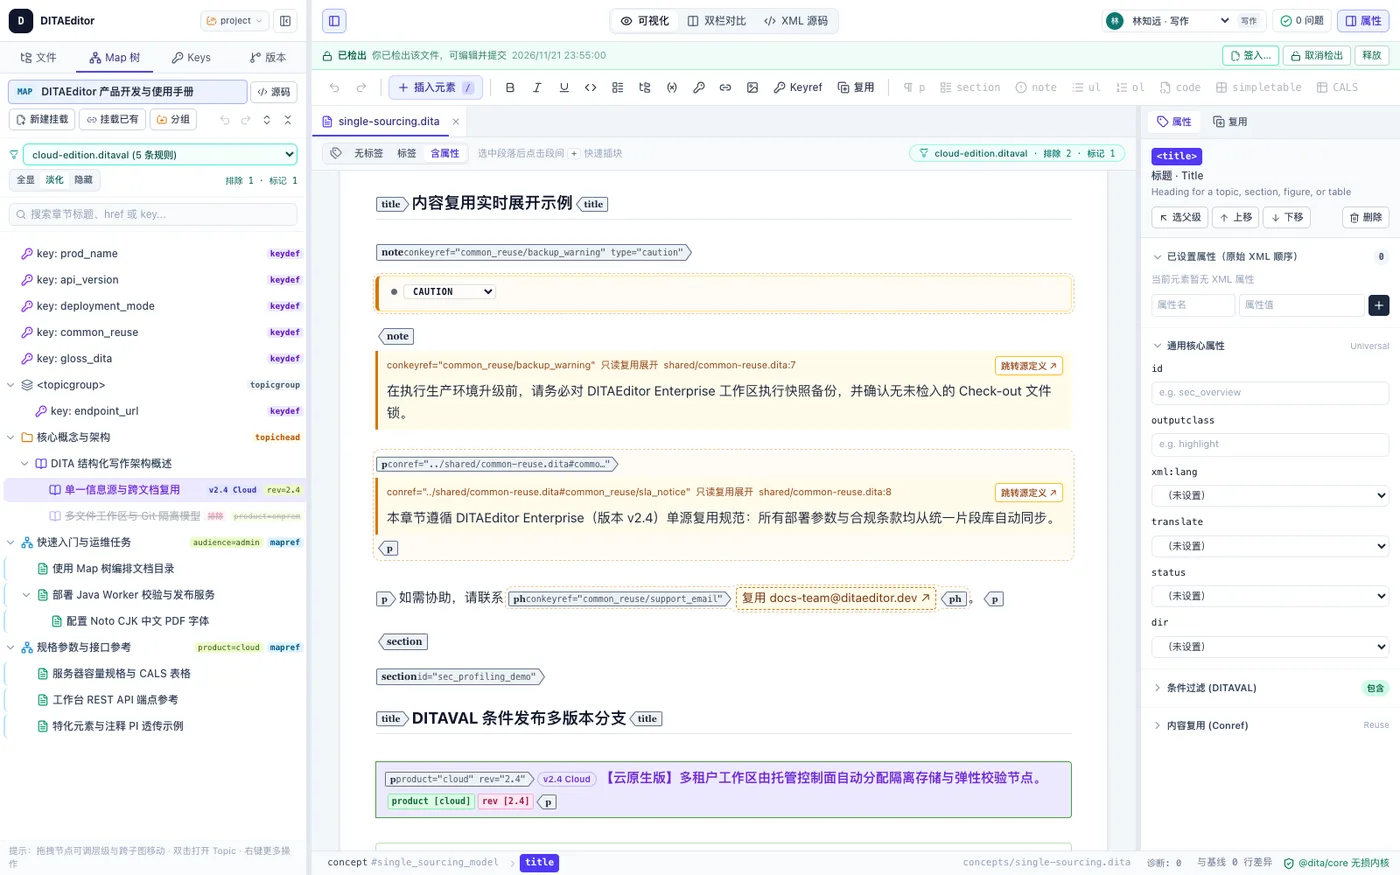 D DITAEditor
project
可视化
双栏对比
</> XML 源码
林 林知远 · 写作
写作
0 问题
属性
文件
Map 树
Keys
版本
已检出 你已检出该文件，可编辑并提交 2026/11/21 23:55:00
签入...
取消检出
释放
MAP DITAEditor 产品开发与使用手册
</> 源码
+ 插入元素 /
B I U <> Keyref 复用
¶ p section note ul ol code simpletable CALS
新建挂载
挂载已有
分组
single-sourcing.dita ×
属性
复用
cloud-edition.ditaval (5 条规则)
无标签 标签 含属性
选中段落后点击段间 + 快速插块
cloud-edition.ditaval · 排除 2 · 标记 1
全显 淡化 隐藏
排除 1 · 标记 1
搜索章节标题、href 或 key...
key: prod_name keydef
key: api_version keydef
key: deployment_mode keydef
key: common_reuse keydef
key: gloss_dita keydef
<topicgroup> topicgroup
key: endpoint_url keydef
核心概念与架构 topichead
DITA 结构化写作架构概述
单一信息源与跨文档复用 v2.4 Cloud rev=2.4
多文件工作区与 Git 隔离模型 排除 product=onprem
快速入门与运维任务 audience=admin mapref
使用 Map 树编排文档目录
部署 Java Worker 校验与发布服务
配置 Noto CJK 中文 PDF 字体
规格参数与接口参考 product=cloud mapref
服务器容量规格与 CALS 表格
工作台 REST API 端点参考
特化元素与注释 PI 透传示例
提示：拖拽节点可调层级与跨子图移动 · 双击打开 Topic · 右键更多操
作
title 内容复用实时展开示例 title
noteconkeyref="common_reuse/backup_warning" type="caution"
CAUTION
note
conkeyref="common_reuse/backup_warning" 只读复用展开 shared/common-reuse.dita:7
跳转源定义 ↗
在执行生产环境升级前，请务必对 DITAEditor Enterprise 工作区执行快照备份，并确认无未检入的 Check-out 文件
锁。
pconref="../shared/common-reuse.dita#commo…"
conref="../shared/common-reuse.dita#common_reuse/sla_notice" 只读复用展开 shared/common-reuse.dita:8
跳转源定义 ↗
本章节遵循 DITAEditor Enterprise（版本 v2.4）单源复用规范：所有部署参数与合规条款均从统一片段库自动同步。
p
p 如需协助，请联系 phconkeyref="common_reuse/support_email" 复用 docs-team@ditaeditor.dev ↗ ph 。 p
section
sectionid="sec_profiling_demo"
title DITAVAL 条件发布多版本分支 title
pproduct="cloud" rev="2.4" v2.4 Cloud 【云原生版】多租户工作区由托管控制面自动分配隔离存储与弹性校验节点。
product [cloud] rev [2.4] p
<title>
标题 · Title
Heading for a topic, section, figure, or table
选父级
↑ 上移
↓ 下移
删除
已设置属性（原始 XML 顺序） 0
当前元素暂无 XML 属性
属性名
属性值
+
通用核心属性 Universal
id
e.g. sec_overview
outputclass
e.g. highlight
xml:lang
（未设置）
translate
（未设置）
status
（未设置）
dir
（未设置）
条件过滤 (DITAVAL) 包含
内容复用 (Conref) Reuse
concept #single_sourcing_model › title
concepts/single-sourcing.dita
诊断: 0
与基线 0 行差异
@dita/core 无损内核